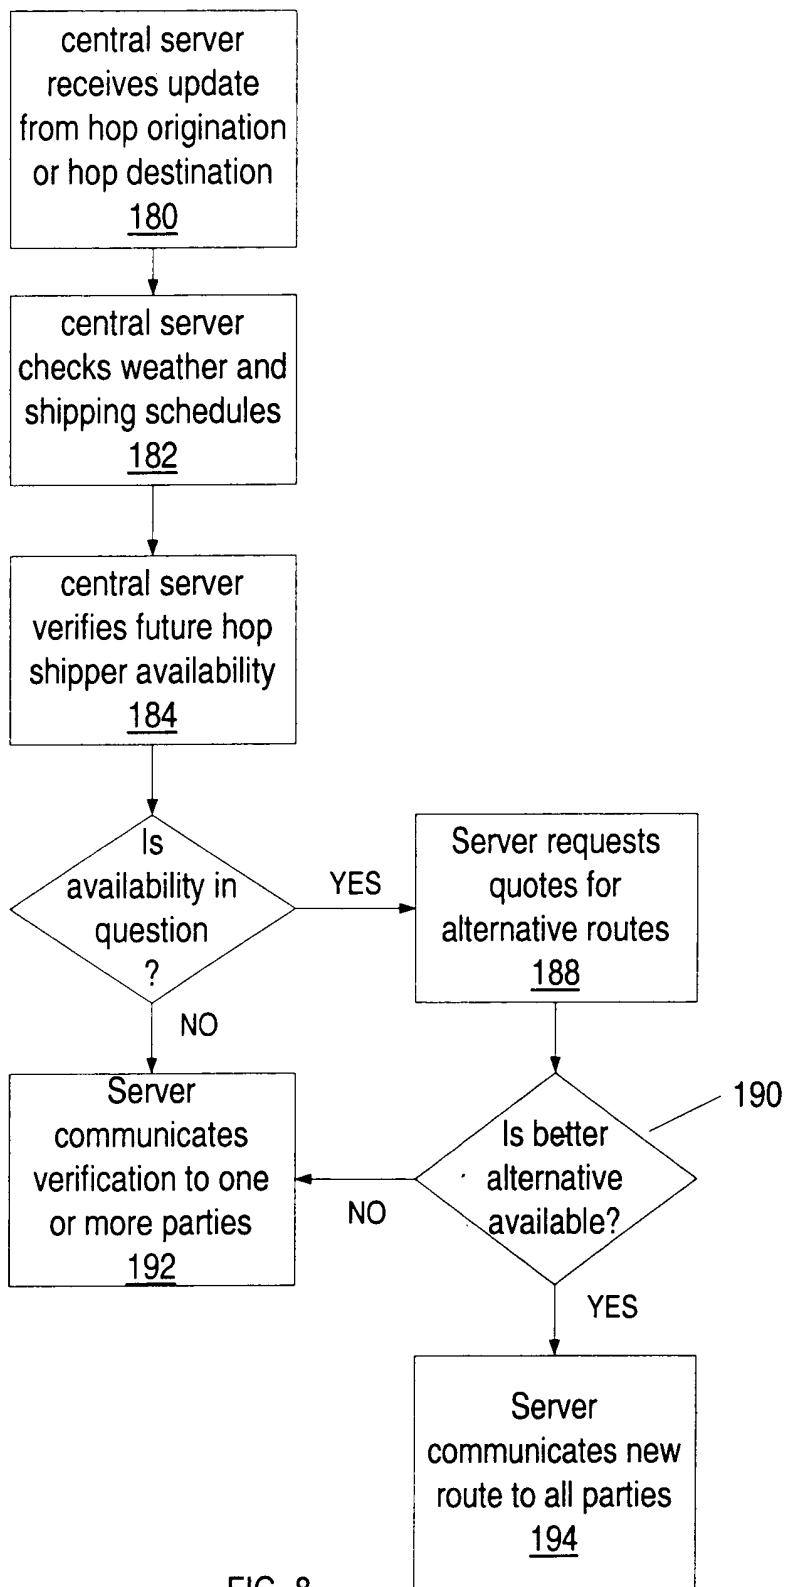 central server
receives update
from hop origination
or hop destination
180
central server
checks weather and
shipping schedules
182
central server
verifies future hop
shipper availability
184
Is
availability in
question
?
YES
Server requests
quotes for
alternative routes
188
NO
Server
communicates
verification to one
or more parties
192
190
Is better
alternative
available?
NO
YES
Server
communicates new
route to all parties
194
FIG. 8